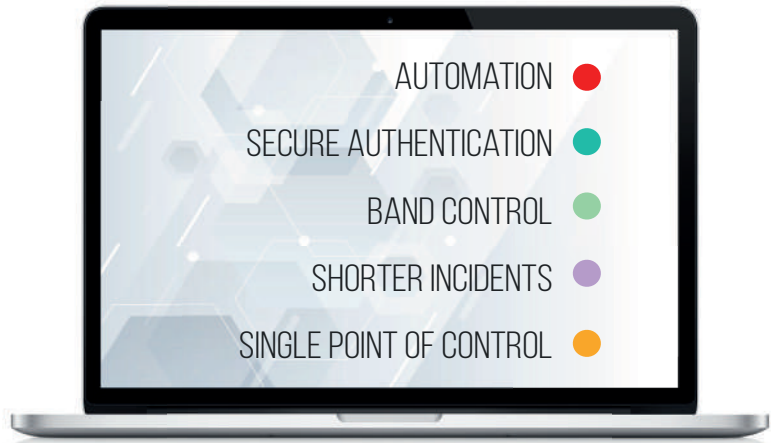 AUTOMATION
SECURE AUTHENTICATION
BAND CONTROL
SHORTER INCIDENTS
SINGLE POINT OF CONTROL